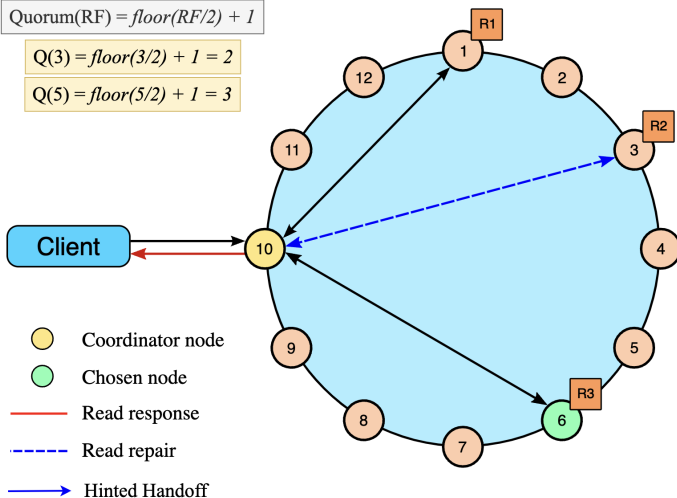 Quorum(RF) = floor(RF/2) + 1
Q(3) = floor(3/2) + 1 = 2
Q(5) = floor(5/2) + 1 = 3
R1
1
12
2
R2
11
3
Client
10
4
9
5
Coordinator node
Chosen node
R3
8
6
Read response
7
Read repair
Hinted Handoff